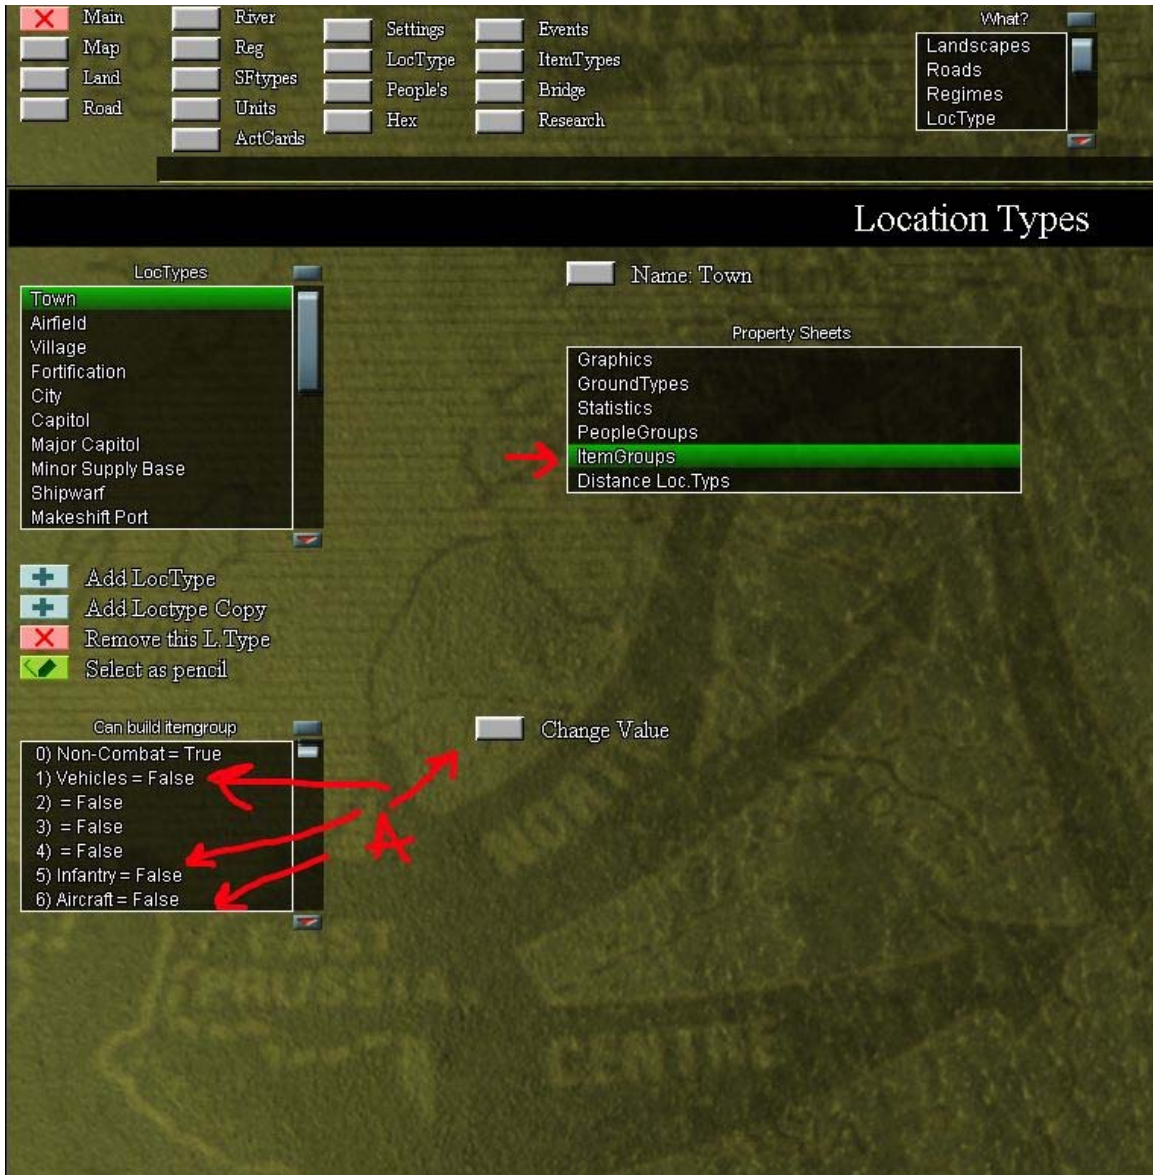 Main
Map
Land
Road
River
Reg
SFtypes
Units
ActCards
Settings
LocType
People's
Hex
Events
ItemTypes
Bridge
Research
What?
Landscapes
Roads
Regimes
LocType
Location Types
LocTypes
Town
Airfield
Village
Fortification
City
Capitol
Major Capitol
Minor Supply Base
Shipwarf
Makeshift Port
Name: Town
Property Sheets
Graphics
GroundTypes
Statistics
PeopleGroups
ItemGroups
Distance Loc.Typs
Add LocType
Add Loctype Copy
Remove this L.Type
Select as pencil
Can build itemgroup
0) Non-Combat = True
1) Vehicles = False
2) = False
3) = False
4) = False
5) Infantry = False
6) Aircraft = False
Change Value
A
CENTRE